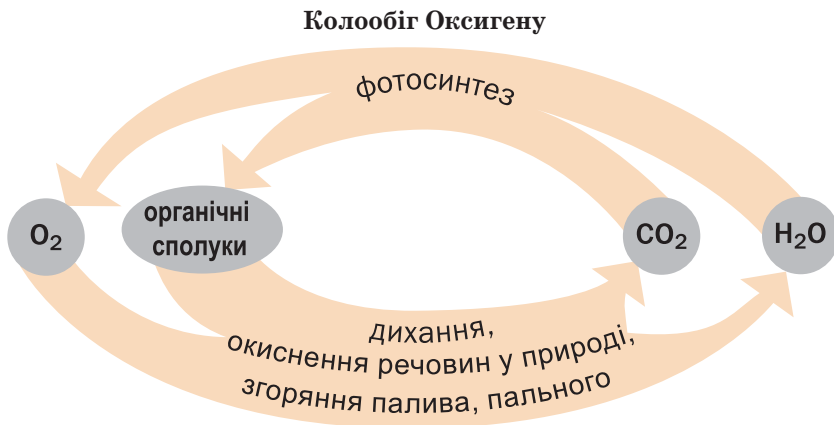 Колообіг Оксигену
фотосинтез
O₂
органічні
сполуки
CO₂
H₂O
дихання,
окиснення речовин у природі,
згоряння палива, пального